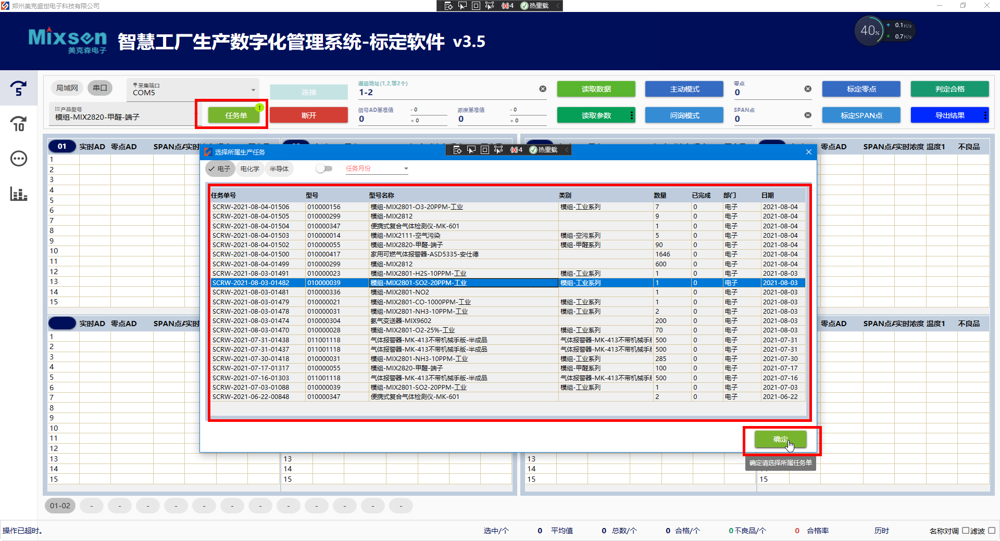 郑州美克盛世电子科技有限公司
4 热重载
Mixsen
美克森电子
智慧工厂生产数字化管理系统-标定软件 v3.5
40%
0.1K/s
0.7K/s
5
10
局域网 串口
采集端口
COM5
产品型号
模组-MIX2820-甲醛-端子
任务单 !
连接
断开
通道地址(1,2,等2个)
1-2
信号AD基准值
0
- 0
+ 0
浓度基准值
0
- 0
+ 0
读取数据 主动模式
读取参数 问询模式
零点
0
SPAN点
0
标定零点 判定合格
标定SPAN点 导出结果
01 实时AD 零点AD SPAN点A 实时
零点AD SPAN点A 实时浓度 温度1 不良品
1
2
3
4
5
6
7
8
9
10
11
12
13
14
15
选择所属生产任务
4 热重载
电子 电化学 半导体 任务月份
任务单号 型号 型号名称 类别 数量 已完成 部门 日期
SCRW-2021-08-04-01506 010000156 模组-MIX2801-O3-20PPM-工业 模组-工业系列 7 0 电子 2021-08-04
SCRW-2021-08-04-01505 010000299 模组-MIX2812 9 0 电子 2021-08-04
SCRW-2021-08-04-01504 010000347 便携式复合气体检测仪-MK-601 1 0 电子 2021-08-04
SCRW-2021-08-04-01503 010000014 模组-MIX2111-空气污染 模组-空污系列 5 0 电子 2021-08-04
SCRW-2021-08-04-01502 010000055 模组-MIX2820-甲醛-端子 模组-甲醛系列 90 0 电子 2021-08-04
SCRW-2021-08-04-01500 010000417 家用可燃气体报警器-ASD5335-安仕德 1646 0 电子 2021-08-04
SCRW-2021-08-04-01499 010000299 模组-MIX2812 600 0 电子 2021-08-04
SCRW-2021-08-03-01491 010000023 模组-MIX2801-H2S-10PPM-工业 模组-工业系列 1 0 电子 2021-08-03
SCRW-2021-08-03-01482 010000039 模组-MIX2801-SO2-20PPM-工业 模组-工业系列 1 0 电子 2021-08-03
SCRW-2021-08-03-01481 010000336 模组-MIX2801-NO2 1 0 电子 2021-08-03
SCRW-2021-08-03-01479 010000021 模组-MIX2801-CO-1000PPM-工业 模组-工业系列 1 0 电子 2021-08-03
SCRW-2021-08-03-01478 010000031 模组-MIX2801-NH3-10PPM-工业 模组-工业系列 2 0 电子 2021-08-03
SCRW-2021-08-03-01474 010000304 氨气变送器-MIX9602 200 0 电子 2021-08-03
SCRW-2021-08-03-01470 010000028 模组-MIX2801-O2-25%-工业 模组-工业系列 70 0 电子 2021-08-03
SCRW-2021-07-31-01438 011001118 气体报警器-MK-413不带机械手版-半成品 气体报警器-MK-413不带机械手版 500 0 电子 2021-07-31
SCRW-2021-07-31-01437 011001118 气体报警器-MK-413不带机械手版-半成品 气体报警器-MK-413不带机械手版 500 0 电子 2021-07-31
SCRW-2021-07-30-01418 010000031 模组-MIX2801-NH3-10PPM-工业 模组-工业系列 285 0 电子 2021-07-30
SCRW-2021-07-17-01317 010000055 模组-MIX2820-甲醛-端子 模组-甲醛系列 100 0 电子 2021-07-17
SCRW-2021-07-16-01303 011001118 气体报警器-MK-413不带机械手版-半成品 气体报警器-MK-413不带机械手版 500 0 电子 2021-07-16
SCRW-2021-07-03-01088 010000039 模组-MIX2801-SO2-20PPM-工业 模组-工业系列 1 0 电子 2021-07-03
SCRW-2021-06-22-00848 010000347 便携式复合气体检测仪-MK-601 2 0 电子 2021-06-22
确定
确定请选择所属任务单
实时AD 零点AD SPAN点A 实时
零点AD SPAN点A 实时浓度 温度1 不良品
1
2
3
4
5
6
7
8
9
10
11
12
13 13 13
14 14 14
15 15 15 15
01-02 - - - - - - - - - - - -
操作已超时。 选中/个 0 平均值 0 总数/个 0 合格/个 0 不良品/个 0 合格率 历时 名称对调 滤波